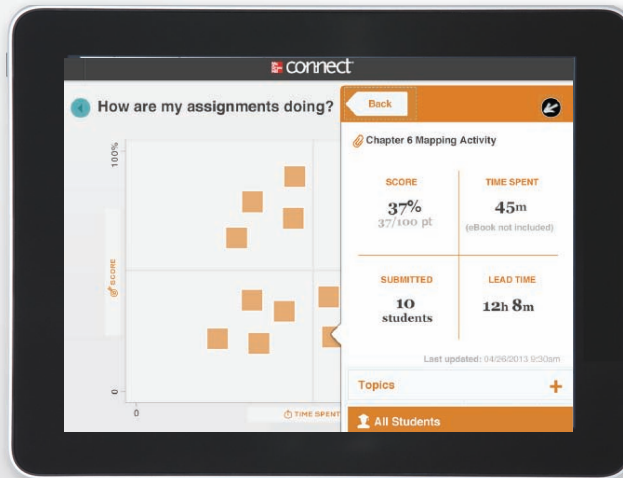 connect
How are my assignments doing?
Back
Chapter 6 Mapping Activity
100%
SCORE
0
0
TIME SPENT
SCORE
37%
37/100 pt
TIME SPENT
45m
(eBook not included)
SUBMITTED
10
students
LEAD TIME
12h 8m
Last updated: 04/26/2013 9:30am
Topics
+
All Students